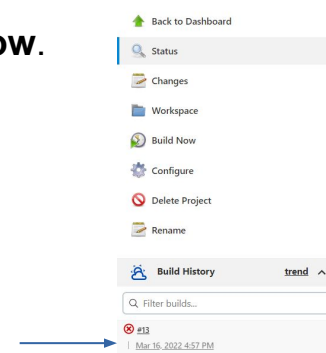 ow.
Back to Dashboard
Status
Changes
Workspace
Build Now
Configure
Delete Project
Rename
Build History trend
Filter builds...
#13
Mar 16, 2022 4:57 PM